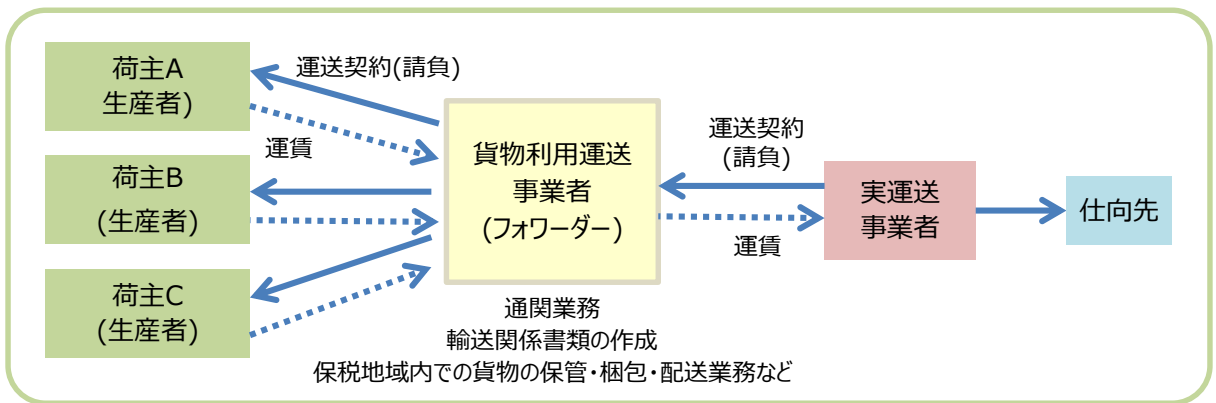 荷主A
生産者)
運送契約(請負)
運賃
荷主B
(生産者)
荷主C
(生産者)
貨物利用運送
事業者
(フォワーダー)
運送契約
(請負)
運賃
実運送
事業者
仕向先
通関業務
輸送関係書類の作成
保税地域内での貨物の保管・梱包・配送業務など